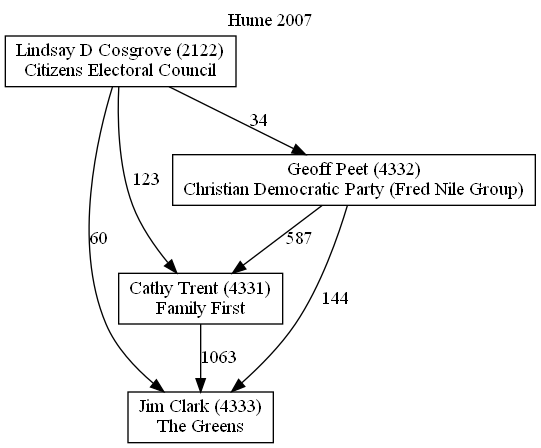 Hume 2007
Lindsay D Cosgrove (2122)
Citizens Electoral Council
34
Geoff Peet (4332)
Christian Democratic Party (Fred Nile Group)
123
60
587
Cathy Trent (4331)
Family First
144
1063
Jim Clark (4333)
The Greens